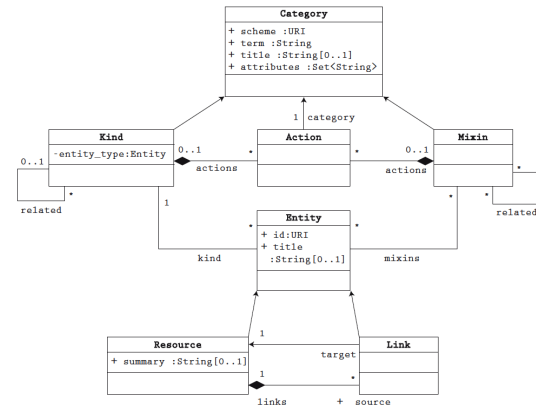 Category
+ scheme :URI
+ term :String
+ title :String[0..1]
+ attributes :Set<String>
1 category
Kind
-entity_type:Entity
0..1 *
actions
Action
* 0..1
actions
Mixin
0..1
*
related
*
*
related
1
*
kind
Entity
+ id:URI
+ title
:String[0..1]
*
*
mixins
Resource
+ summary :String[0..1]
1
target
Link
1 *
links + source